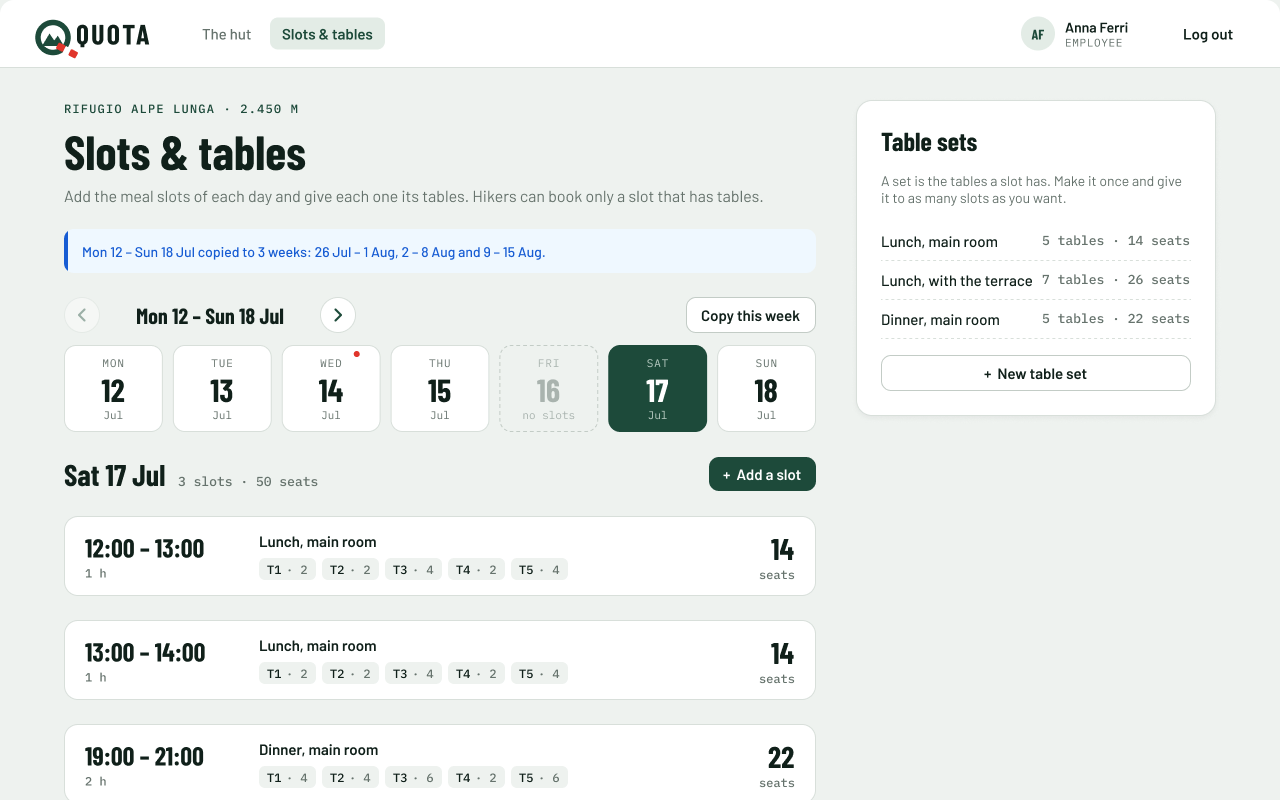 QUOTA
The hut
Slots & tables
AF
Anna Ferri
EMPLOYEE
Log out
RIFUGIO ALPE LUNGA · 2.450 M
Slots & tables
Add the meal slots of each day and give each one its tables. Hikers can book only a slot that has tables.
Mon 12 – Sun 18 Jul copied to 3 weeks: 26 Jul – 1 Aug, 2 – 8 Aug and 9 – 15 Aug.
Mon 12 – Sun 18 Jul
Copy this week
MON
12
Jul
TUE
13
Jul
WED
14
Jul
THU
15
Jul
FRI
16
no slots
SAT
17
Jul
SUN
18
Jul
Sat 17 Jul 3 slots · 50 seats
+ Add a slot
12:00 – 13:00
1 h
Lunch, main room
T1 · 2 T2 · 2 T3 · 4 T4 · 2 T5 · 4
14
seats
13:00 – 14:00
1 h
Lunch, main room
T1 · 2 T2 · 2 T3 · 4 T4 · 2 T5 · 4
14
seats
19:00 – 21:00
2 h
Dinner, main room
T1 · 4 T2 · 4 T3 · 6 T4 · 2 T5 · 6
22
seats
Table sets
A set is the tables a slot has. Make it once and give
it to as many slots as you want.
Lunch, main room 5 tables · 14 seats
Lunch, with the terrace 7 tables · 26 seats
Dinner, main room 5 tables · 22 seats
+ New table set